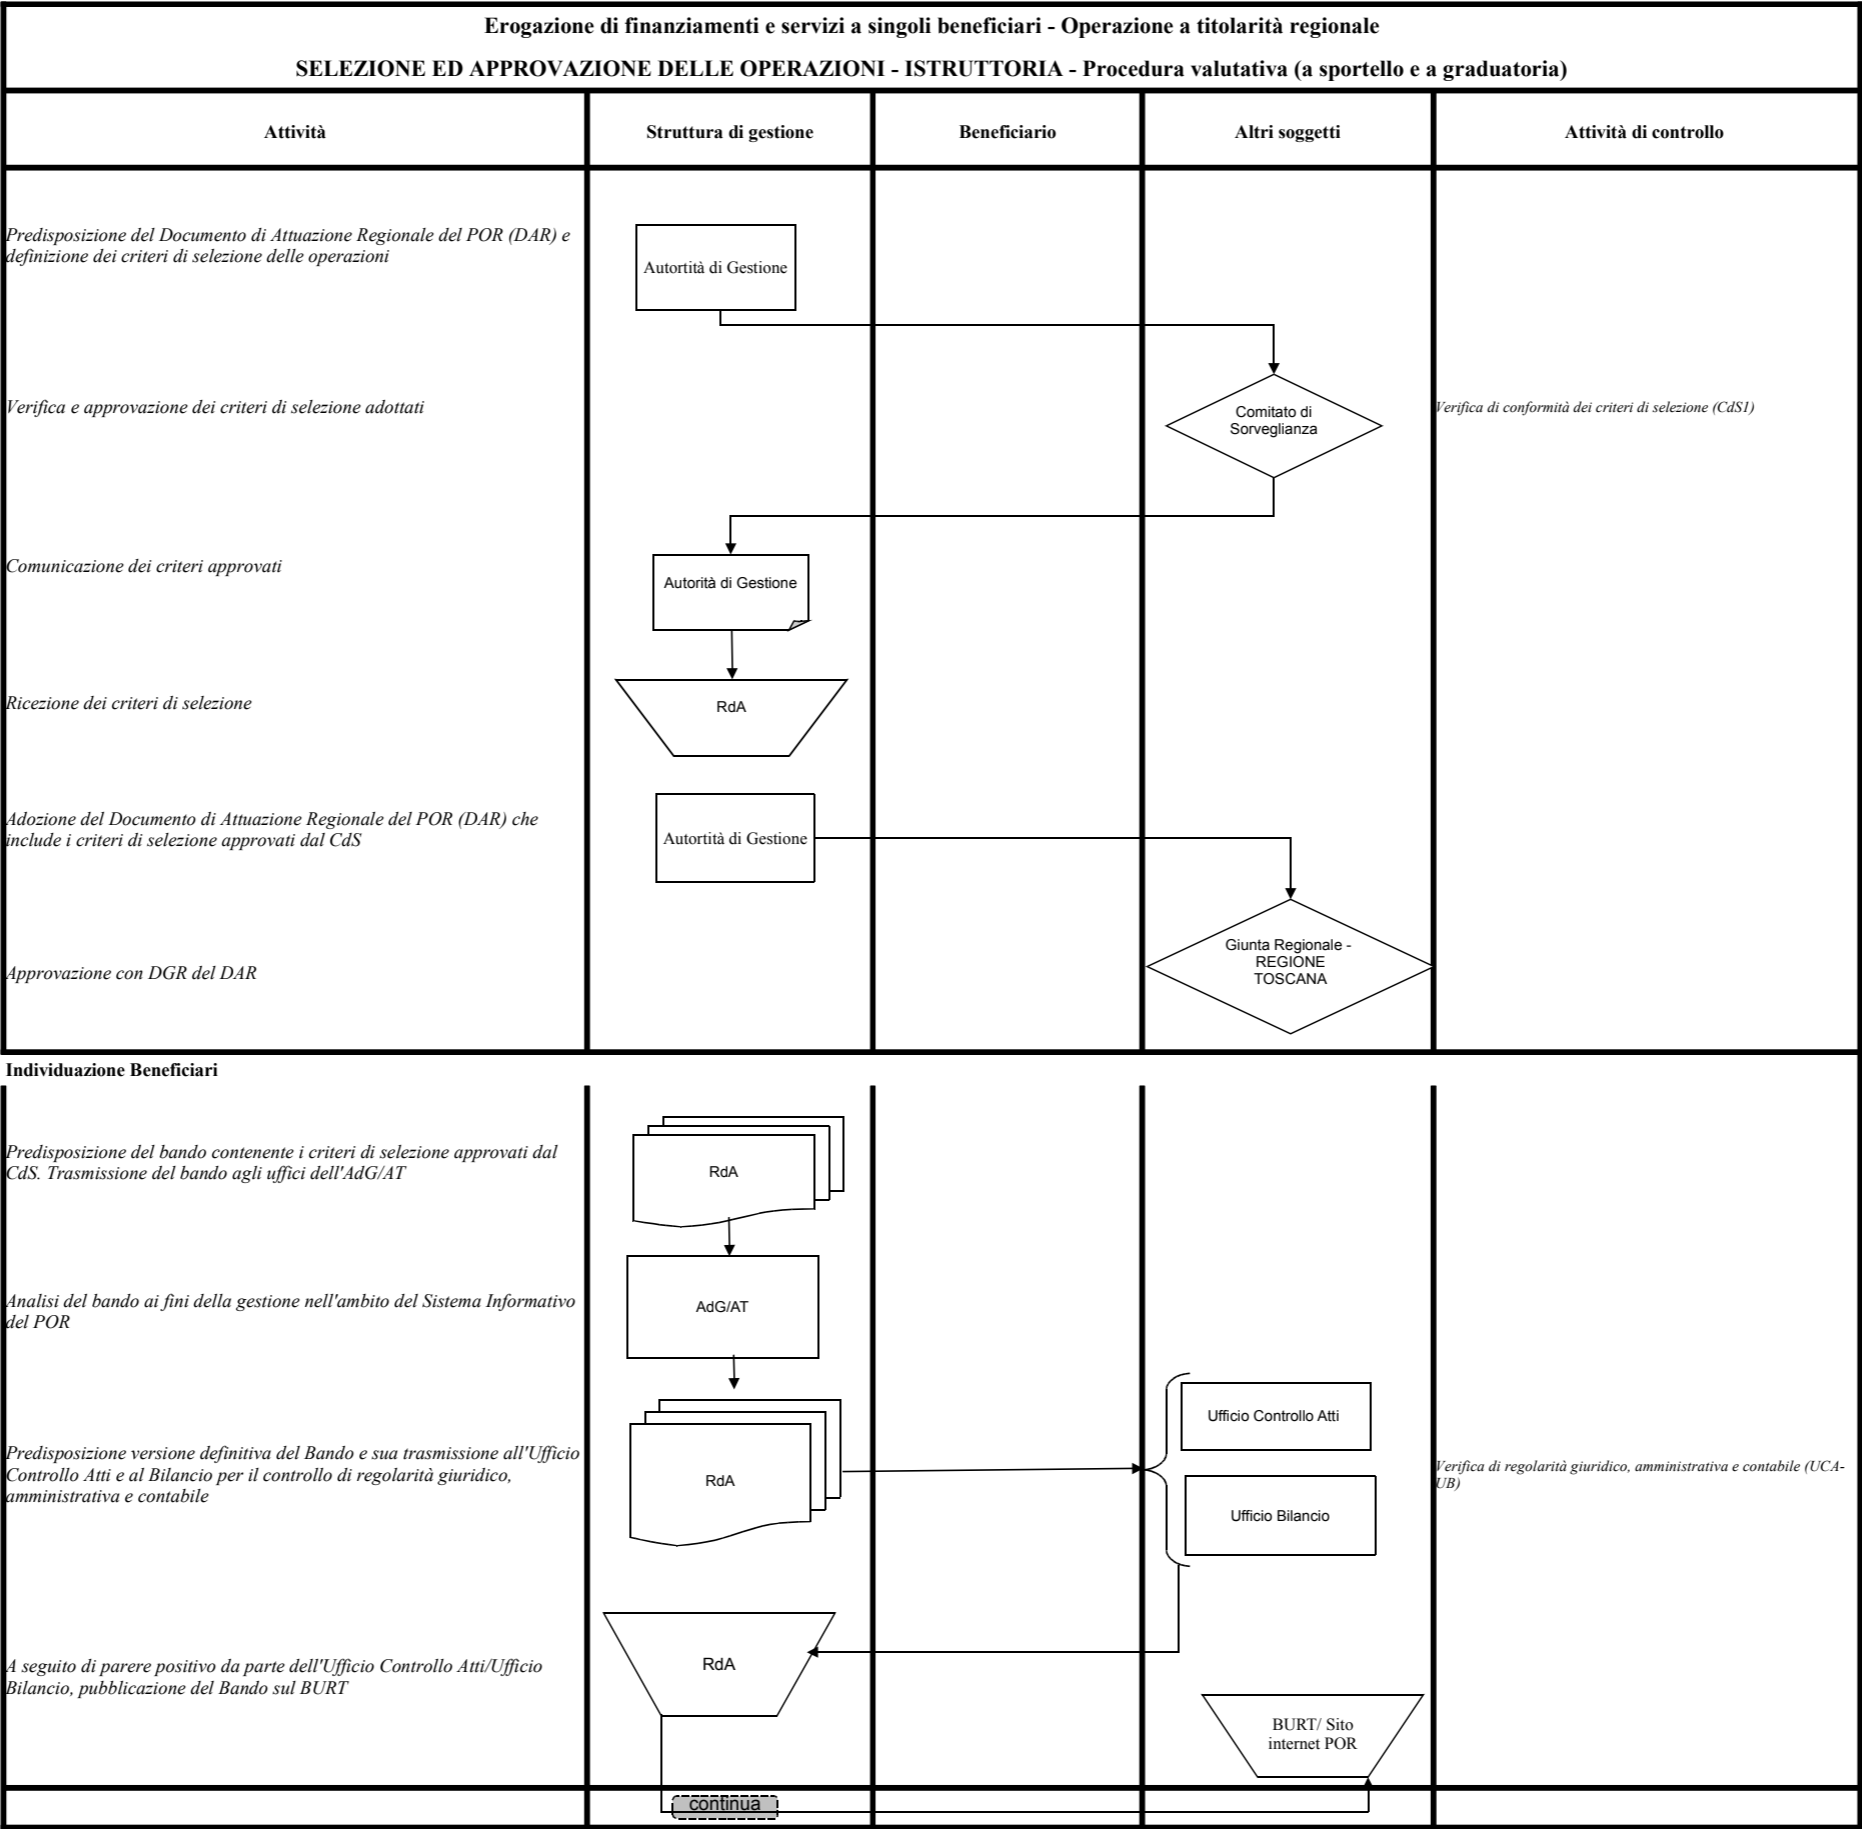 Erogazione di finanziamenti e servizi a singoli beneficiari - Operazione a titolarità regionale
SELEZIONE ED APPROVAZIONE DELLE OPERAZIONI - ISTRUTTORIA - Procedura valutativa (a sportello e a graduatoria)
Attività
Struttura di gestione
Beneficiario
Altri soggetti
Attività di controllo
Predisposizione del Documento di Attuazione Regionale del POR (DAR) e
definizione dei criteri di selezione delle operazioni
Autortità di Gestione
Verifica e approvazione dei criteri di selezione adottati
Comitato di
Sorveglianza
Verifica di conformità dei criteri di selezione (CdS1)
Comunicazione dei criteri approvati
Autorità di Gestione
Ricezione dei criteri di selezione
RdA
Adozione del Documento di Attuazione Regionale del POR (DAR) che
include i criteri di selezione approvati dal CdS
Autortità di Gestione
Approvazione con DGR del DAR
Giunta Regionale -
REGIONE
TOSCANA
Individuazione Beneficiari
Predisposizione del bando contenente i criteri di selezione approvati dal
CdS. Trasmissione del bando agli uffici dell'AdG/AT
RdA
Analisi del bando ai fini della gestione nell'ambito del Sistema Informativo
del POR
AdG/AT
Predisposizione versione definitiva del Bando e sua trasmissione all'Ufficio
Controllo Atti e al Bilancio per il controllo di regolarità giuridico,
amministrativa e contabile
RdA
Ufficio Controllo Atti
Ufficio Bilancio
Verifica di regolarità giuridico, amministrativa e contabile (UCA-
UB)
A seguito di parere positivo da parte dell'Ufficio Controllo Atti/Ufficio
Bilancio, pubblicazione del Bando sul BURT
RdA
BURT/ Sito
internet POR
continua